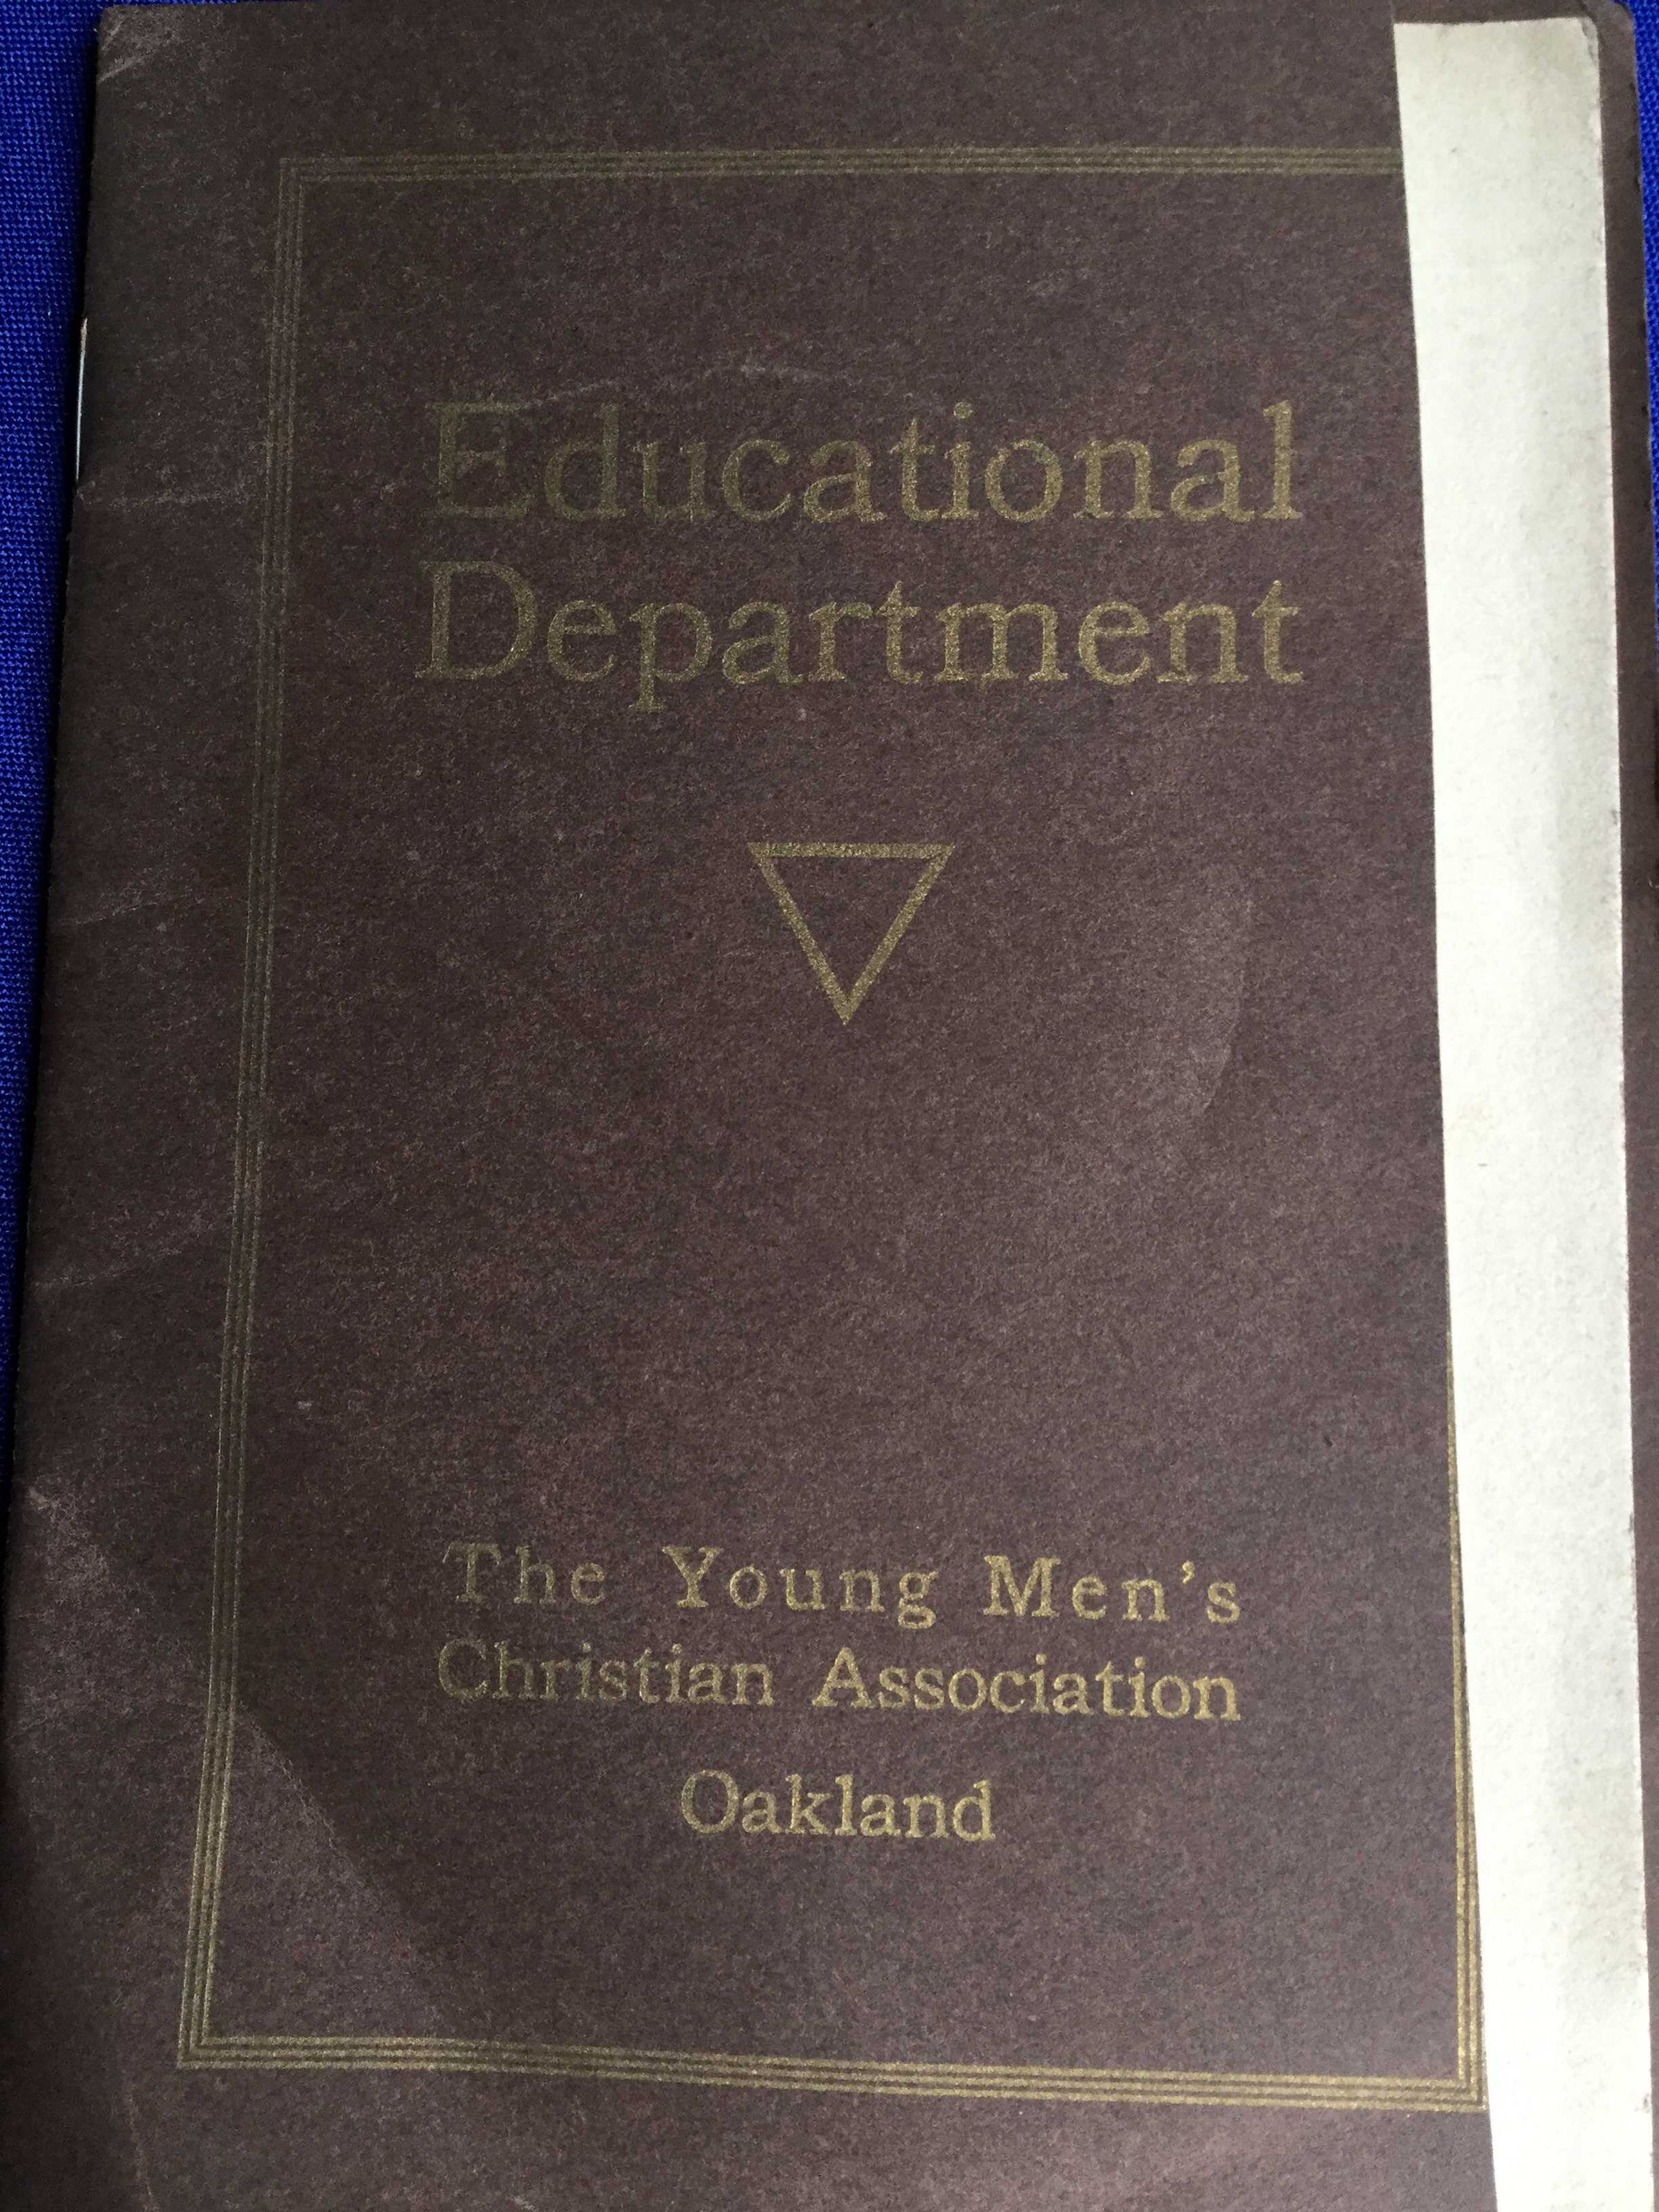 Educational
Department
The Young Men's
Christian Association
Oakland